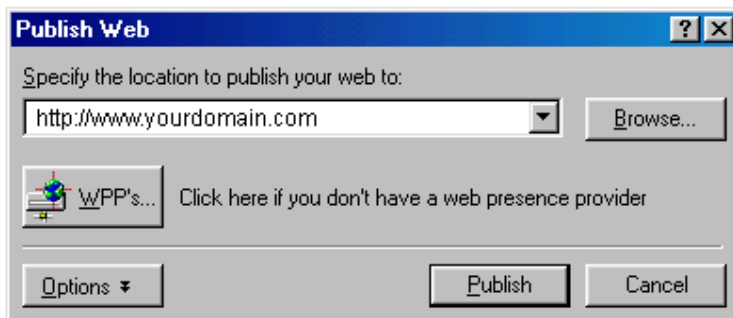 Publish Web
Specify the location to publish your web to:
http://www.yourdomain.com
Browse...
WPP's...
Click here if you don't have a web presence provider
Options
Publish
Cancel